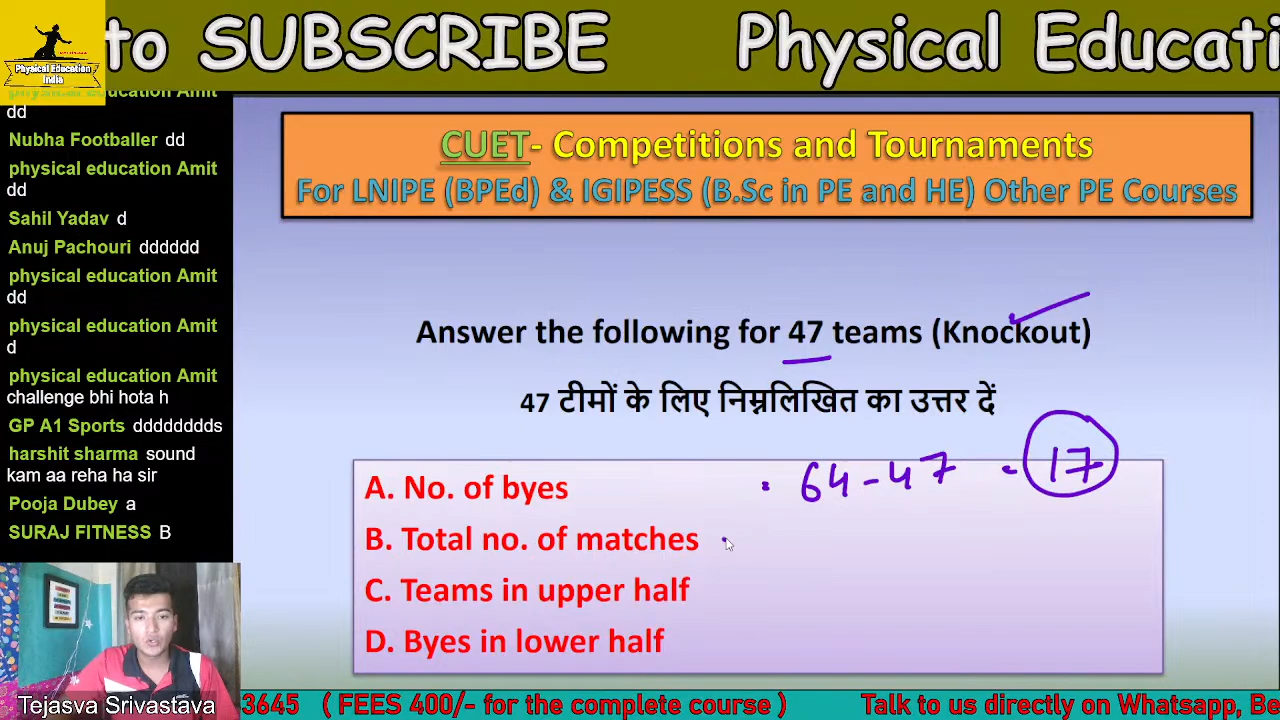 to SUBSCRIBE Physical Educati
Physical Education
India
physical education Amit
dd
Nubha Footballer dd
physical education Amit
dd
Sahil Yadav d
Anuj Pachouri dddddd
physical education Amit
dd
physical education Amit
d
physical education Amit
challenge bhi hota h
GP A1 Sports ddddddds
harshit sharma sound
kam aa reha ha sir
Pooja Dubey a
SURAJ FITNESS B
CUET- Competitions and Tournaments
For LNIPE (BPEd) & IGIPESS (B.Sc in PE and HE) Other PE Courses
Answer the following for 47 teams (Knockout)
47 टीमों के लिए निम्नलिखित का उत्तर दें
A. No. of byes 64-47 = 17
B. Total no. of matches
C. Teams in upper half
D. Byes in lower half
Tejasva Srivastava
3645 ( FEES 400/- for the complete course ) Talk to us directly on Whatsapp, Be